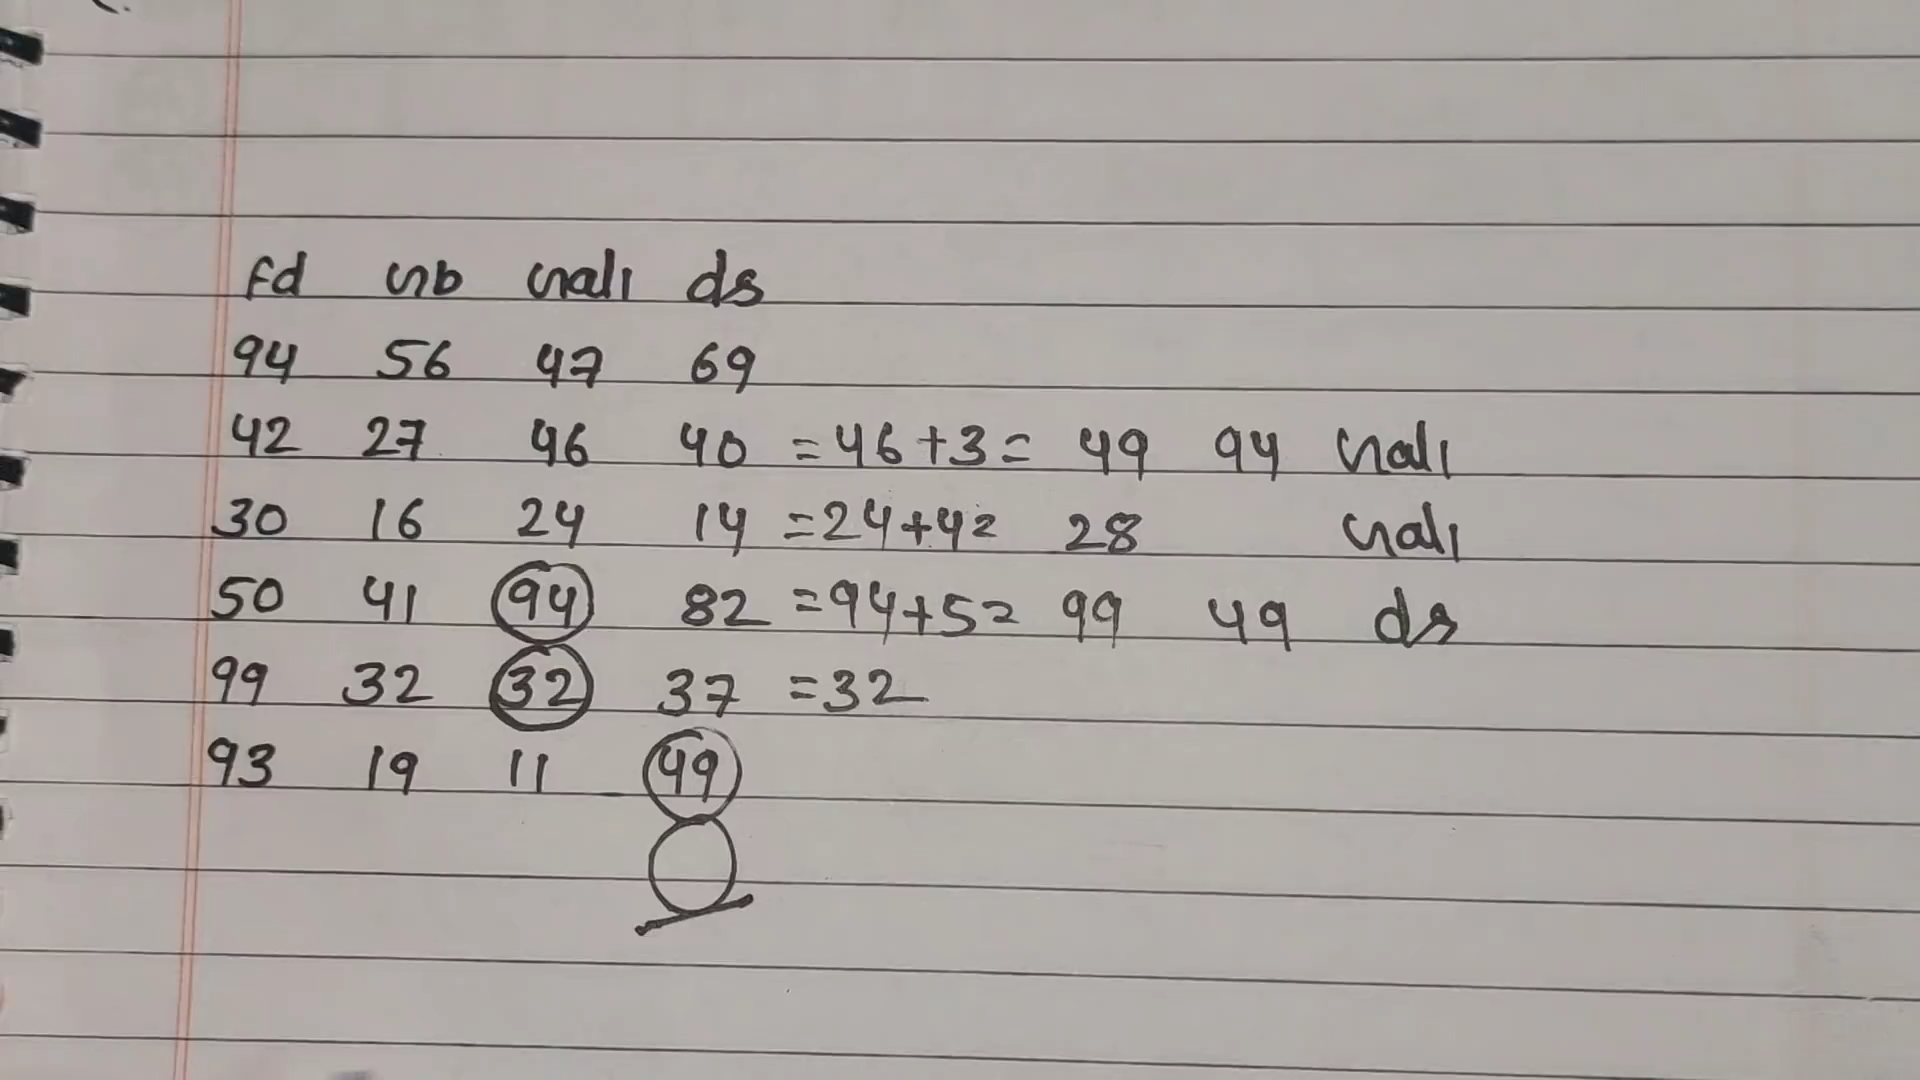 Fd gb gali ds
94 56 47 69
42 27 46 40 =46+3= 49 94 gali
30 16 24 14 =24+4= 28 gali
50 41 94 82 =94+5= 99 49 ds
99 32 32 37 =32
93 19 11 49